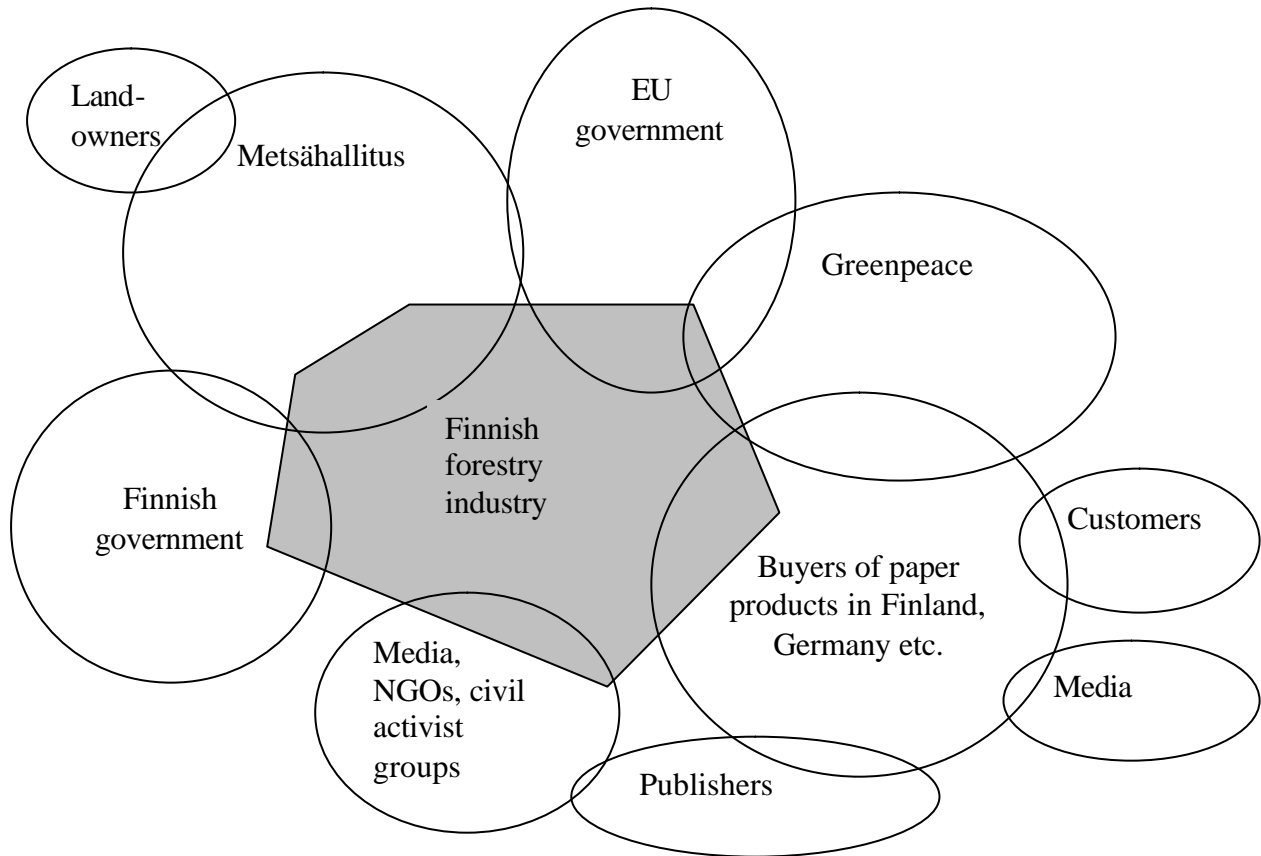 Land-
owners
Metsähallitus
EU
government
Greenpeace
Finnish
forestry
industry
Finnish
government
Customers
Buyers of paper
products in Finland,
Germany etc.
Media,
NGOs, civil
activist
groups
Media
Publishers